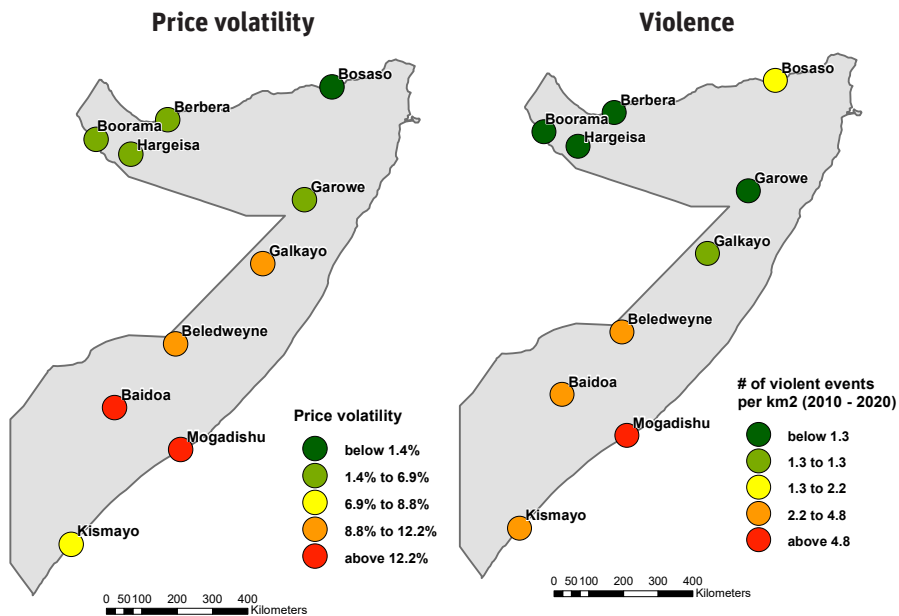 Price volatility
Bosaso
Berbera
Boorama
Hargeisa
Garowe
Galkayo
Beledweyne
Baidoa
Mogadishu
Kismayo
Price volatility
below 1.4%
1.4% to 6.9%
6.9% to 8.8%
8.8% to 12.2%
above 12.2%
0 50 100 200 300 400
Kilometers
Violence
Bosaso
Berbera
Boorama
Hargeisa
Garowe
Galkayo
Beledweyne
Baidoa
Mogadishu
Kismayo
# of violent events
per km2 (2010 - 2020)
below 1.3
1.3 to 1.3
1.3 to 2.2
2.2 to 4.8
above 4.8
0 50 100 200 300 400
Kilometers